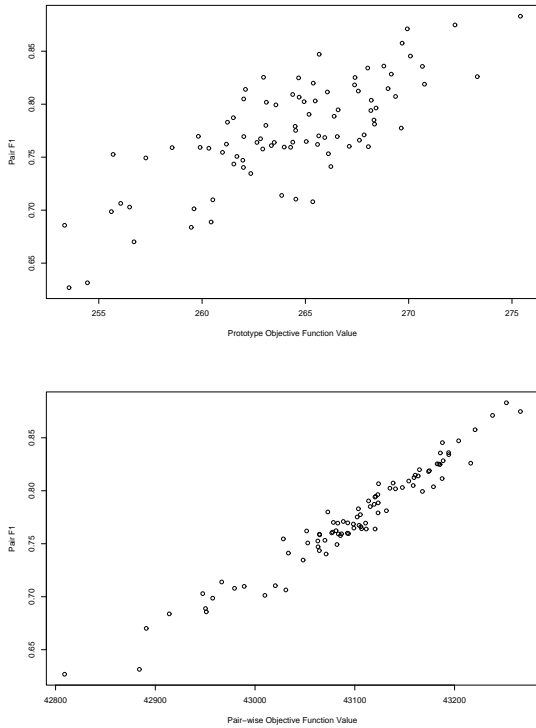 0.85
0.80
0.75
0.70
0.65
Pair F1
255 260 265 270 275
Prototype Objective Function Value
0.85
0.80
0.75
0.70
0.65
Pair F1
42800 42900 43000 43100 43200
Pair−wise Objective Function Value